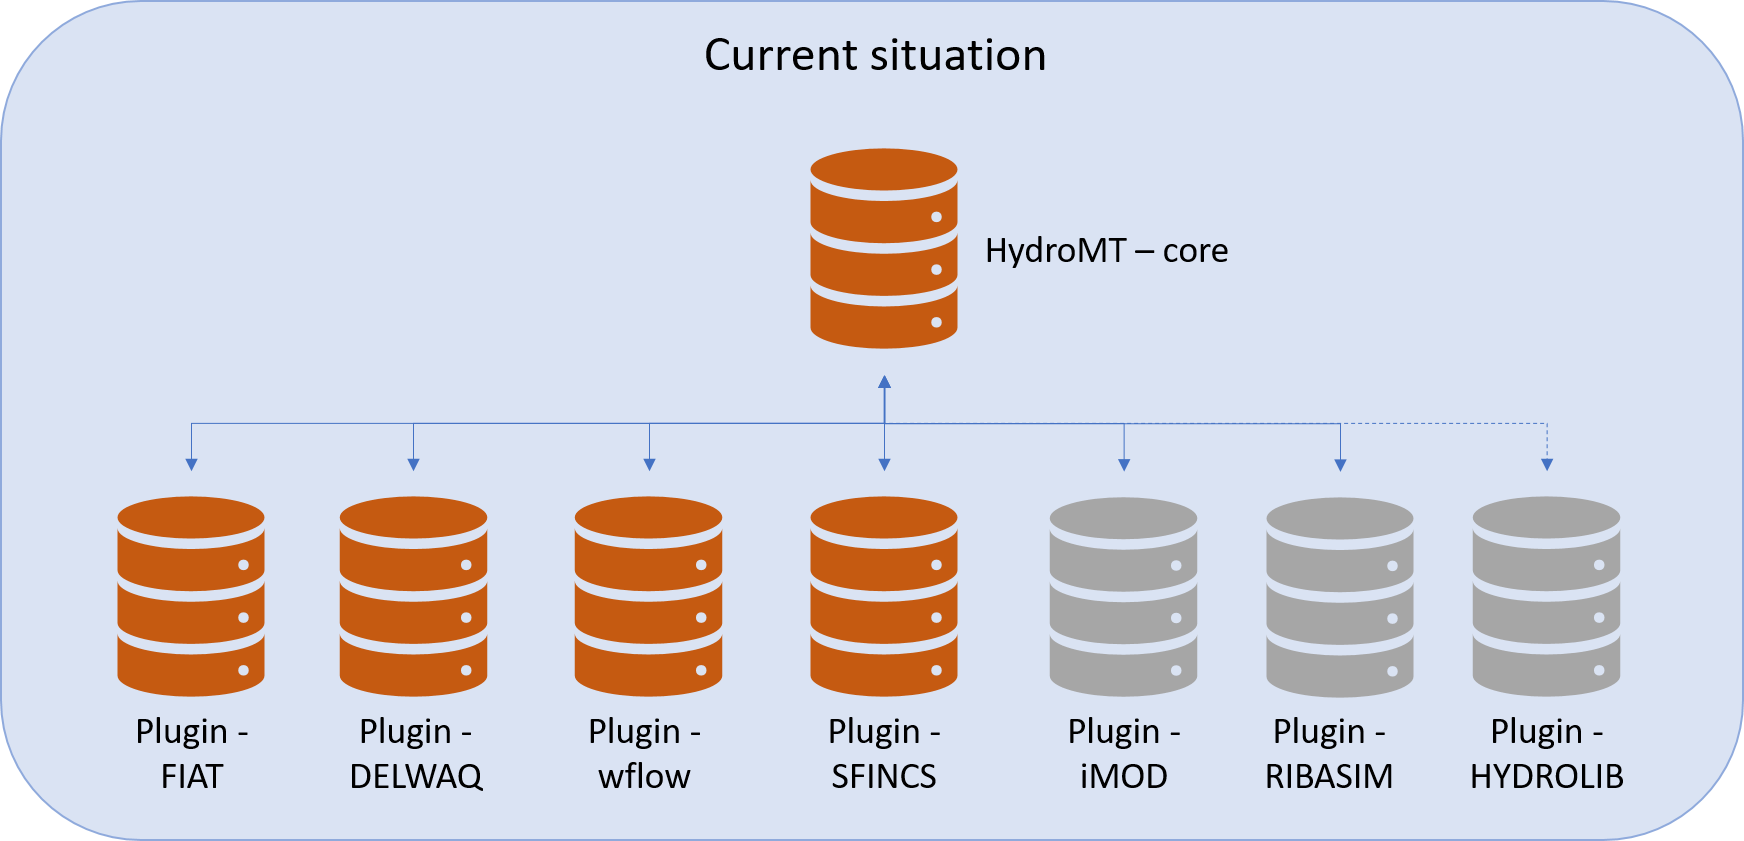 Current situation
HydroMT – core
Plugin -
FIAT
Plugin -
DELWAQ
Plugin -
wflow
Plugin -
SFINCS
Plugin -
iMOD
Plugin -
RIBASIM
Plugin -
HYDROLIB